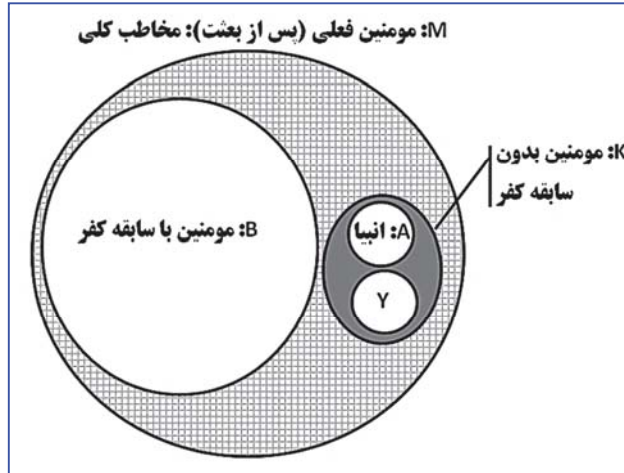 M: مومنین فعلی (پس از بعثت): مخاطب کلی
K: مومنین بدون
سابقه کفر
B: مومنین با سابقه کفر
A: انبیا
Y